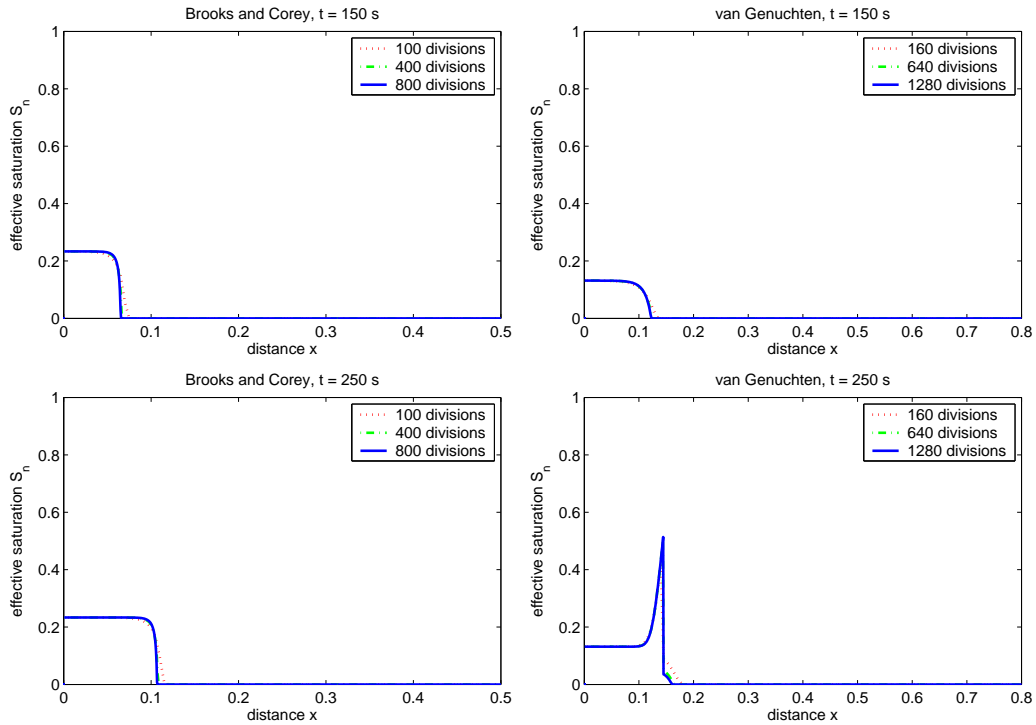 Brooks and Corey, t = 150 s
effective saturation S_n
1
0.8
0.6
0.4
0.2
0
100 divisions
400 divisions
800 divisions
0 0.1 0.2 0.3 0.4 0.5
distance x
van Genuchten, t = 150 s
effective saturation S_n
1
0.8
0.6
0.4
0.2
0
160 divisions
640 divisions
1280 divisions
0 0.1 0.2 0.3 0.4 0.5 0.6 0.7 0.8
distance x
Brooks and Corey, t = 250 s
effective saturation S_n
1
0.8
0.6
0.4
0.2
0
100 divisions
400 divisions
800 divisions
0 0.1 0.2 0.3 0.4 0.5
distance x
van Genuchten, t = 250 s
effective saturation S_n
1
0.8
0.6
0.4
0.2
0
160 divisions
640 divisions
1280 divisions
0 0.1 0.2 0.3 0.4 0.5 0.6 0.7 0.8
distance x